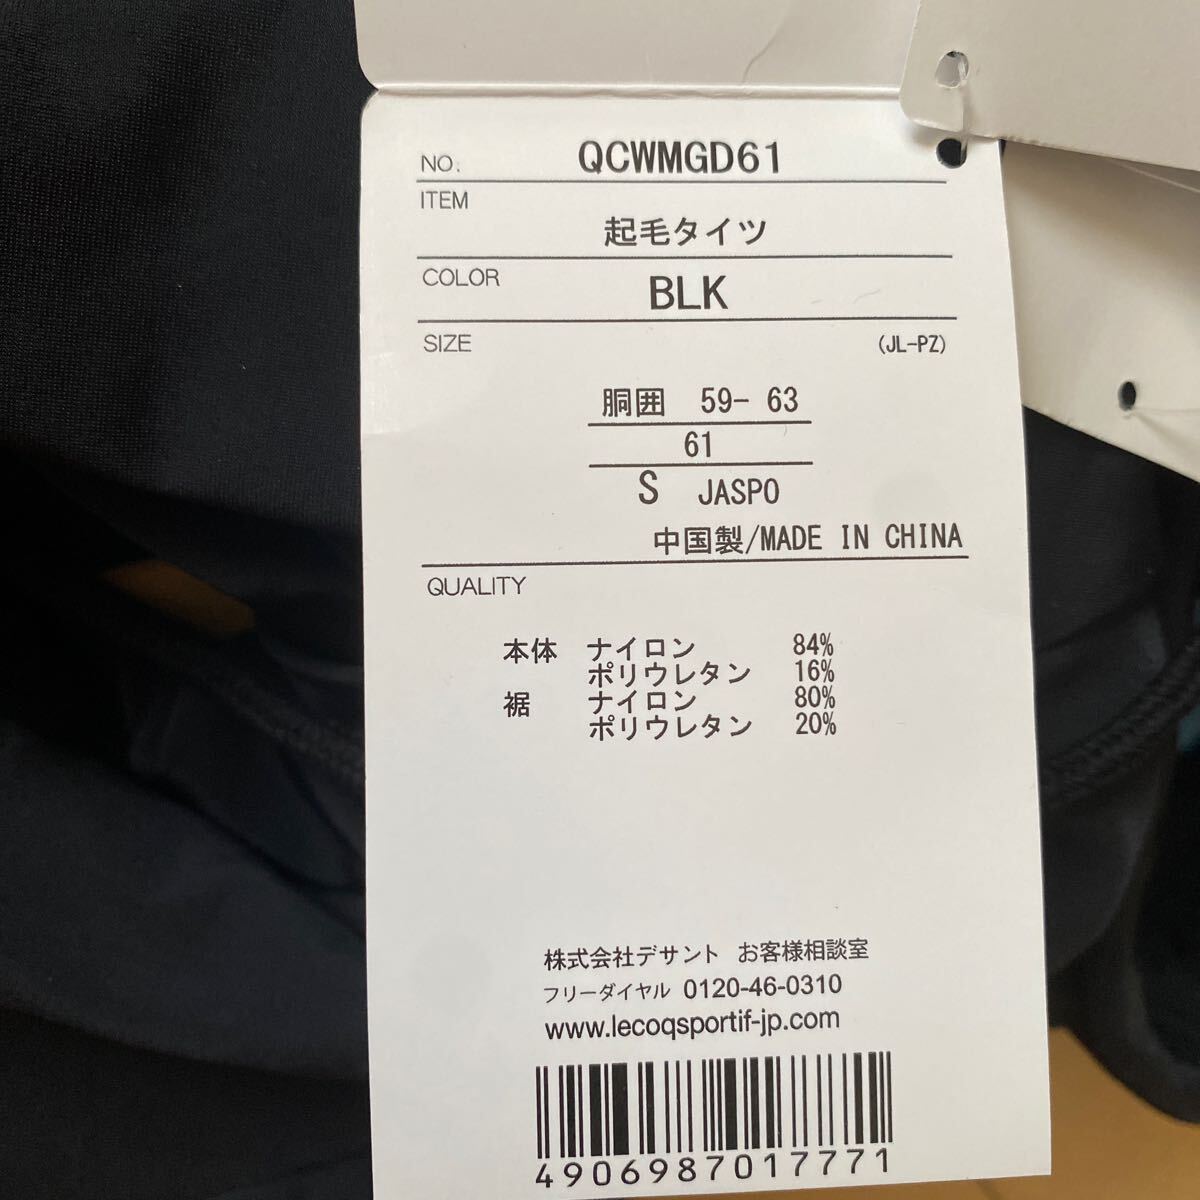 NO. QCWMGD61
ITEM
起毛タイツ
COLOR
BLK
SIZE (JL-PZ)
胴囲 59- 63
61
S JASPO
中国製/MADE IN CHINA
QUALITY
本体 ナイロン 84%
ポリウレタン 16%
裾 ナイロン 80%
ポリウレタン 20%
株式会社デサント お客様相談室
フリーダイヤル 0120-46-0310
www.lecoqsportif-jp.com
4906987017771